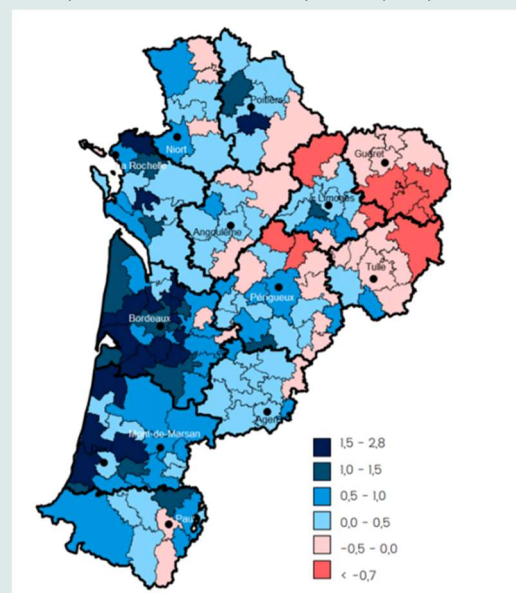 Poitiers
Niort
a Rochelle
Guéret
Limoges
Angoulême
Tulle
Périgueux
Bordeaux
Agen
Mont-de-Marsan
Pau
1,5 - 2,8
1,0 - 1,5
0,5 - 1,0
0,0 - 0,5
-0,5 - 0,0
< -0,7